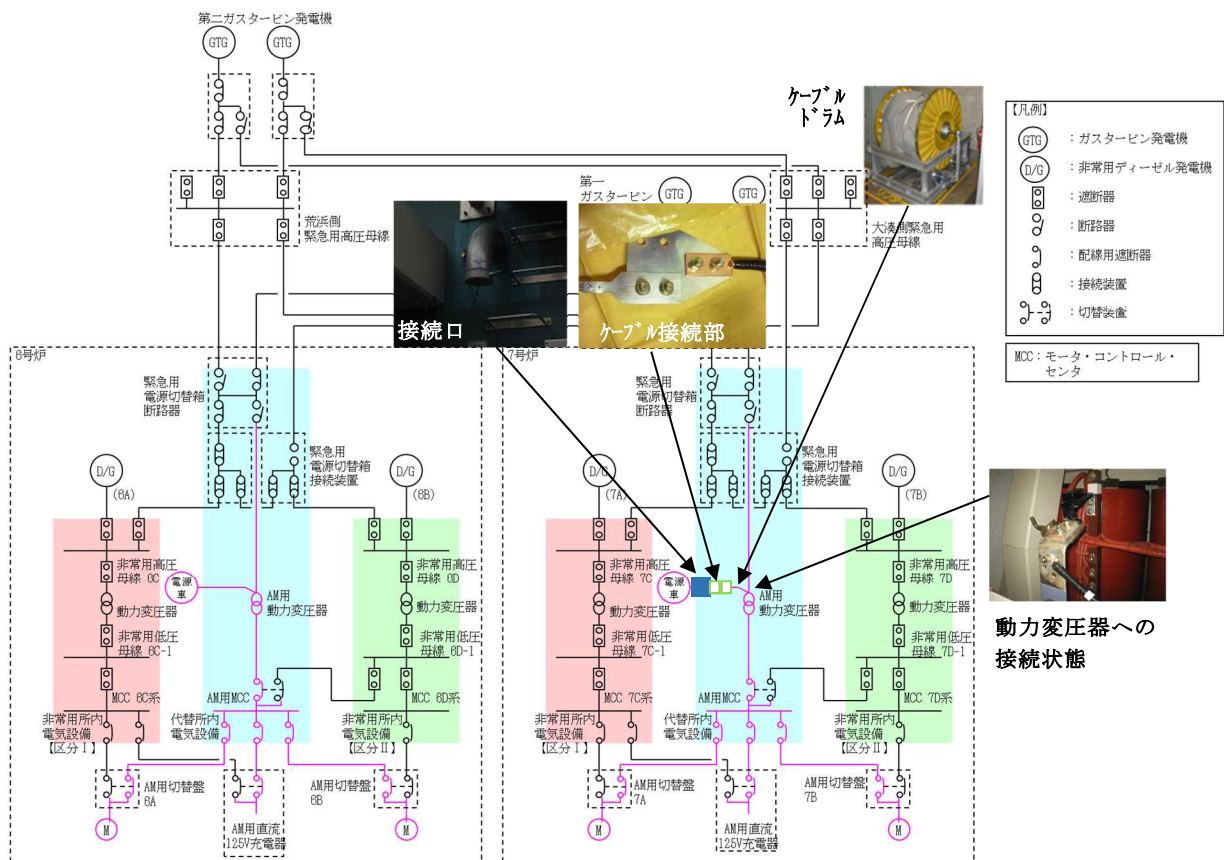 第二ガスタービン発電機
GTG
GTG
荒浜側
緊急用高圧母線
第一
ガスタービン
GTG
GTG
大湊側緊急用
高圧母線
ｹｰﾌﾞﾙ
ﾄﾞﾗﾑ
接続口
ｹｰﾌﾞﾙ接続部
【凡例】
GTG
：ガスタービン発電機
D/G
：非常用ディーゼル発電機
：遮断器
：断路器
：配線用遮断器
：接続装置
：切替装置
MCC：モータ・コントロール・
センタ
6号炉
緊急用
電源切替箱
断路器
緊急用
電源切替箱
接続装置
D/G
(6A)
D/G
(6B)
非常用高圧
母線 6C
非常用高圧
母線 6D
電源
車
AM用
動力変圧器
動力変圧器
動力変圧器
非常用低圧
母線 6C-1
非常用低圧
母線 6D-1
MCC 6C系
AM用MCC
MCC 6D系
非常用所内
電気設備
【区分Ⅰ】
代替所内
電気設備
非常用所内
電気設備
【区分Ⅱ】
AM用切替盤
6A
AM用切替盤
6B
AM用直流
125V充電器
M
M
7号炉
緊急用
電源切替箱
断路器
緊急用
電源切替箱
接続装置
D/G
(7A)
D/G
(7B)
非常用高圧
母線 7C
非常用高圧
母線 7D
電源
車
AM用
動力変圧器
動力変圧器
動力変圧器
非常用低圧
母線 7C-1
非常用低圧
母線 7D-1
MCC 7C系
AM用MCC
MCC 7D系
非常用所内
電気設備
【区分Ⅰ】
代替所内
電気設備
非常用所内
電気設備
【区分Ⅱ】
AM用切替盤
7A
AM用切替盤
7B
AM用直流
125V充電器
M
M
動力変圧器への
接続状態